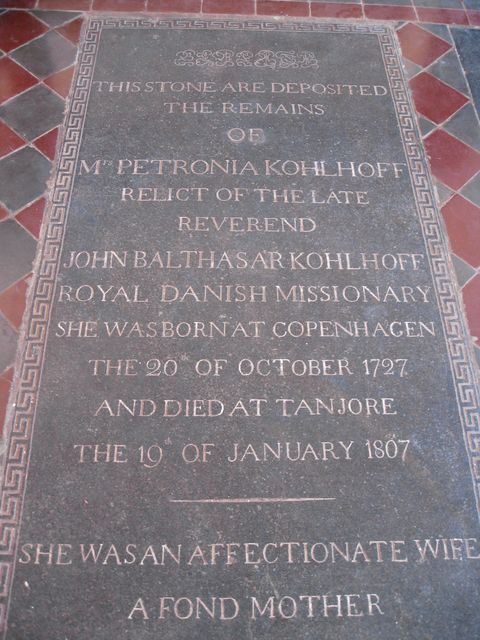 THIS STONE ARE DEPOSITED
THE REMAINS
OF
Mrs PETRONIA KOHLHOFF
RELICT OF THE LATE
REVEREND
JOHN BALTHASAR KOHLHOFF
ROYAL DANISH MISSIONARY
SHE WAS BORN AT COPENHAGEN
THE 20th OF OCTOBER 1727
AND DIED AT TANJORE
THE 19th OF JANUARY 1807
SHE WAS AN AFFECTIONATE WIFE
A FOND MOTHER